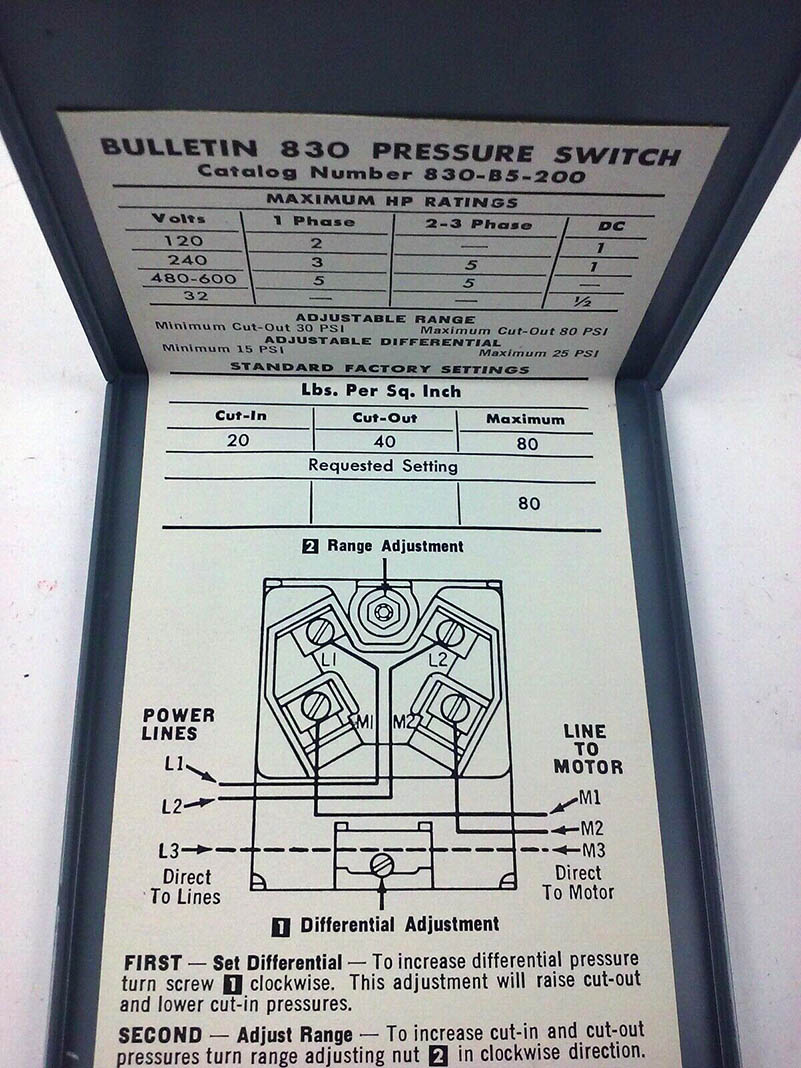 BULLETIN 830 PRESSURE SWITCH
Catalog Number 830-B5-200
MAXIMUM HP RATINGS
Volts 1 Phase 2-3 Phase DC
120 2 — 1
240 3 5 1
480-600 5 5 —
32 — — ½
ADJUSTABLE RANGE
Minimum Cut-Out 30 PSI Maximum Cut-Out 80 PSI
ADJUSTABLE DIFFERENTIAL
Minimum 15 PSI Maximum 25 PSI
STANDARD FACTORY SETTINGS
Lbs. Per Sq. Inch
Cut-In Cut-Out Maximum
20 40 80
Requested Setting
80
2 Range Adjustment
L1 L2
M1 M2
POWER
LINES
L1
L2
L3
Direct
To Lines
LINE
TO
MOTOR
M1
M2
M3
Direct
To Motor
1 Differential Adjustment
FIRST — Set Differential — To increase differential pressure
turn screw 1 clockwise. This adjustment will raise cut-out
and lower cut-in pressures.
SECOND — Adjust Range — To increase cut-in and cut-out
pressures turn range adjusting nut 2 in clockwise direction.